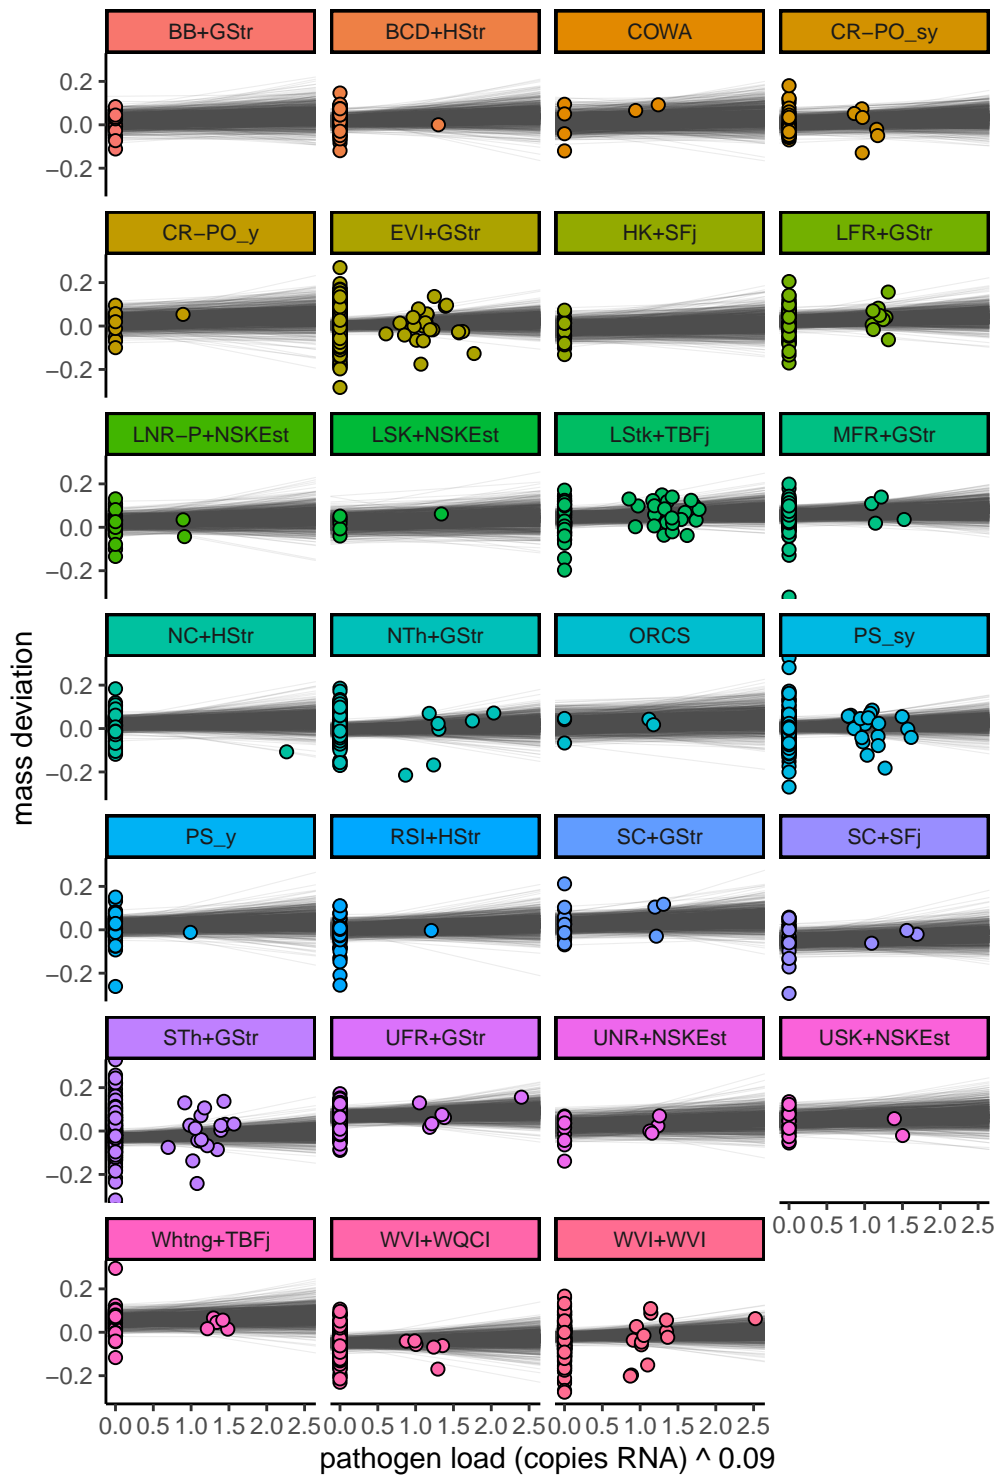 BB+GStr BCD+HStr COWA CR−PO_sy
0.2
0.0
−0.2
CR−PO_y EVI+GStr HK+SFj LFR+GStr
0.2
0.0
−0.2
LNR−P+NSKEst LSK+NSKEst LStk+TBFj MFR+GStr
0.2
0.0
−0.2
NC+HStr NTh+GStr ORCS PS_sy
0.2
0.0
−0.2
mass deviation
PS_y RSI+HStr SC+GStr SC+SFj
0.2
0.0
−0.2
STh+GStr UFR+GStr UNR+NSKEst USK+NSKEst
0.2
0.0
−0.2
0.0 0.5 1.0 1.5 2.0 2.5
Whtng+TBFj WVI+WQCI WVI+WVI
0.2
0.0
−0.2
0.0 0.5 1.0 1.5 2.0 2.5 0.0 0.5 1.0 1.5 2.0 2.5 0.0 0.5 1.0 1.5 2.0 2.5
pathogen load (copies RNA) ^ 0.09